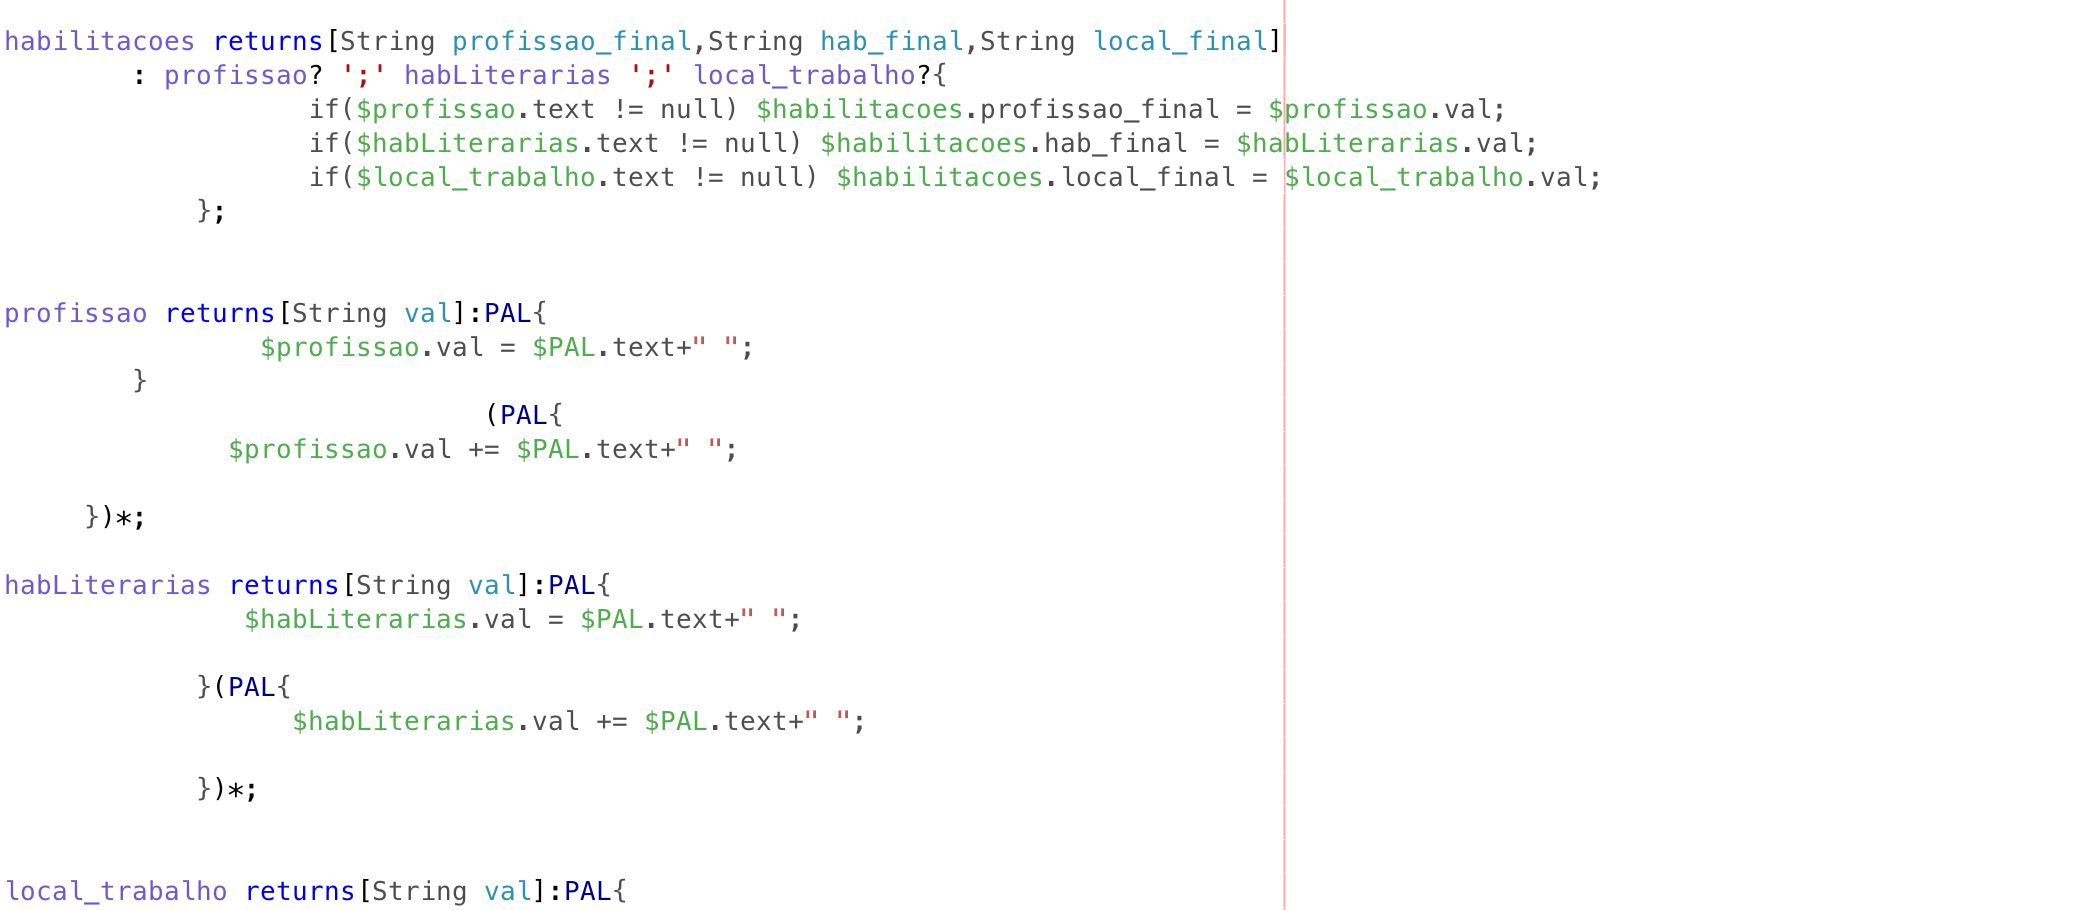 habilitacoes returns[String profissao_final,String hab_final,String local_final]
: profissao? ';' habLiterarias ';' local_trabalho?{
if($profissao.text != null) $habilitacoes.profissao_final = $profissao.val;
if($habLiterarias.text != null) $habilitacoes.hab_final = $habLiterarias.val;
if($local_trabalho.text != null) $habilitacoes.local_final = $local_trabalho.val;
};
profissao returns[String val]:PAL{
$profissao.val = $PAL.text+" ";
}
(PAL{
$profissao.val += $PAL.text+" ";
})*;
habLiterarias returns[String val]:PAL{
$habLiterarias.val = $PAL.text+" ";
}(PAL{
$habLiterarias.val += $PAL.text+" ";
})*;
local_trabalho returns[String val]:PAL{